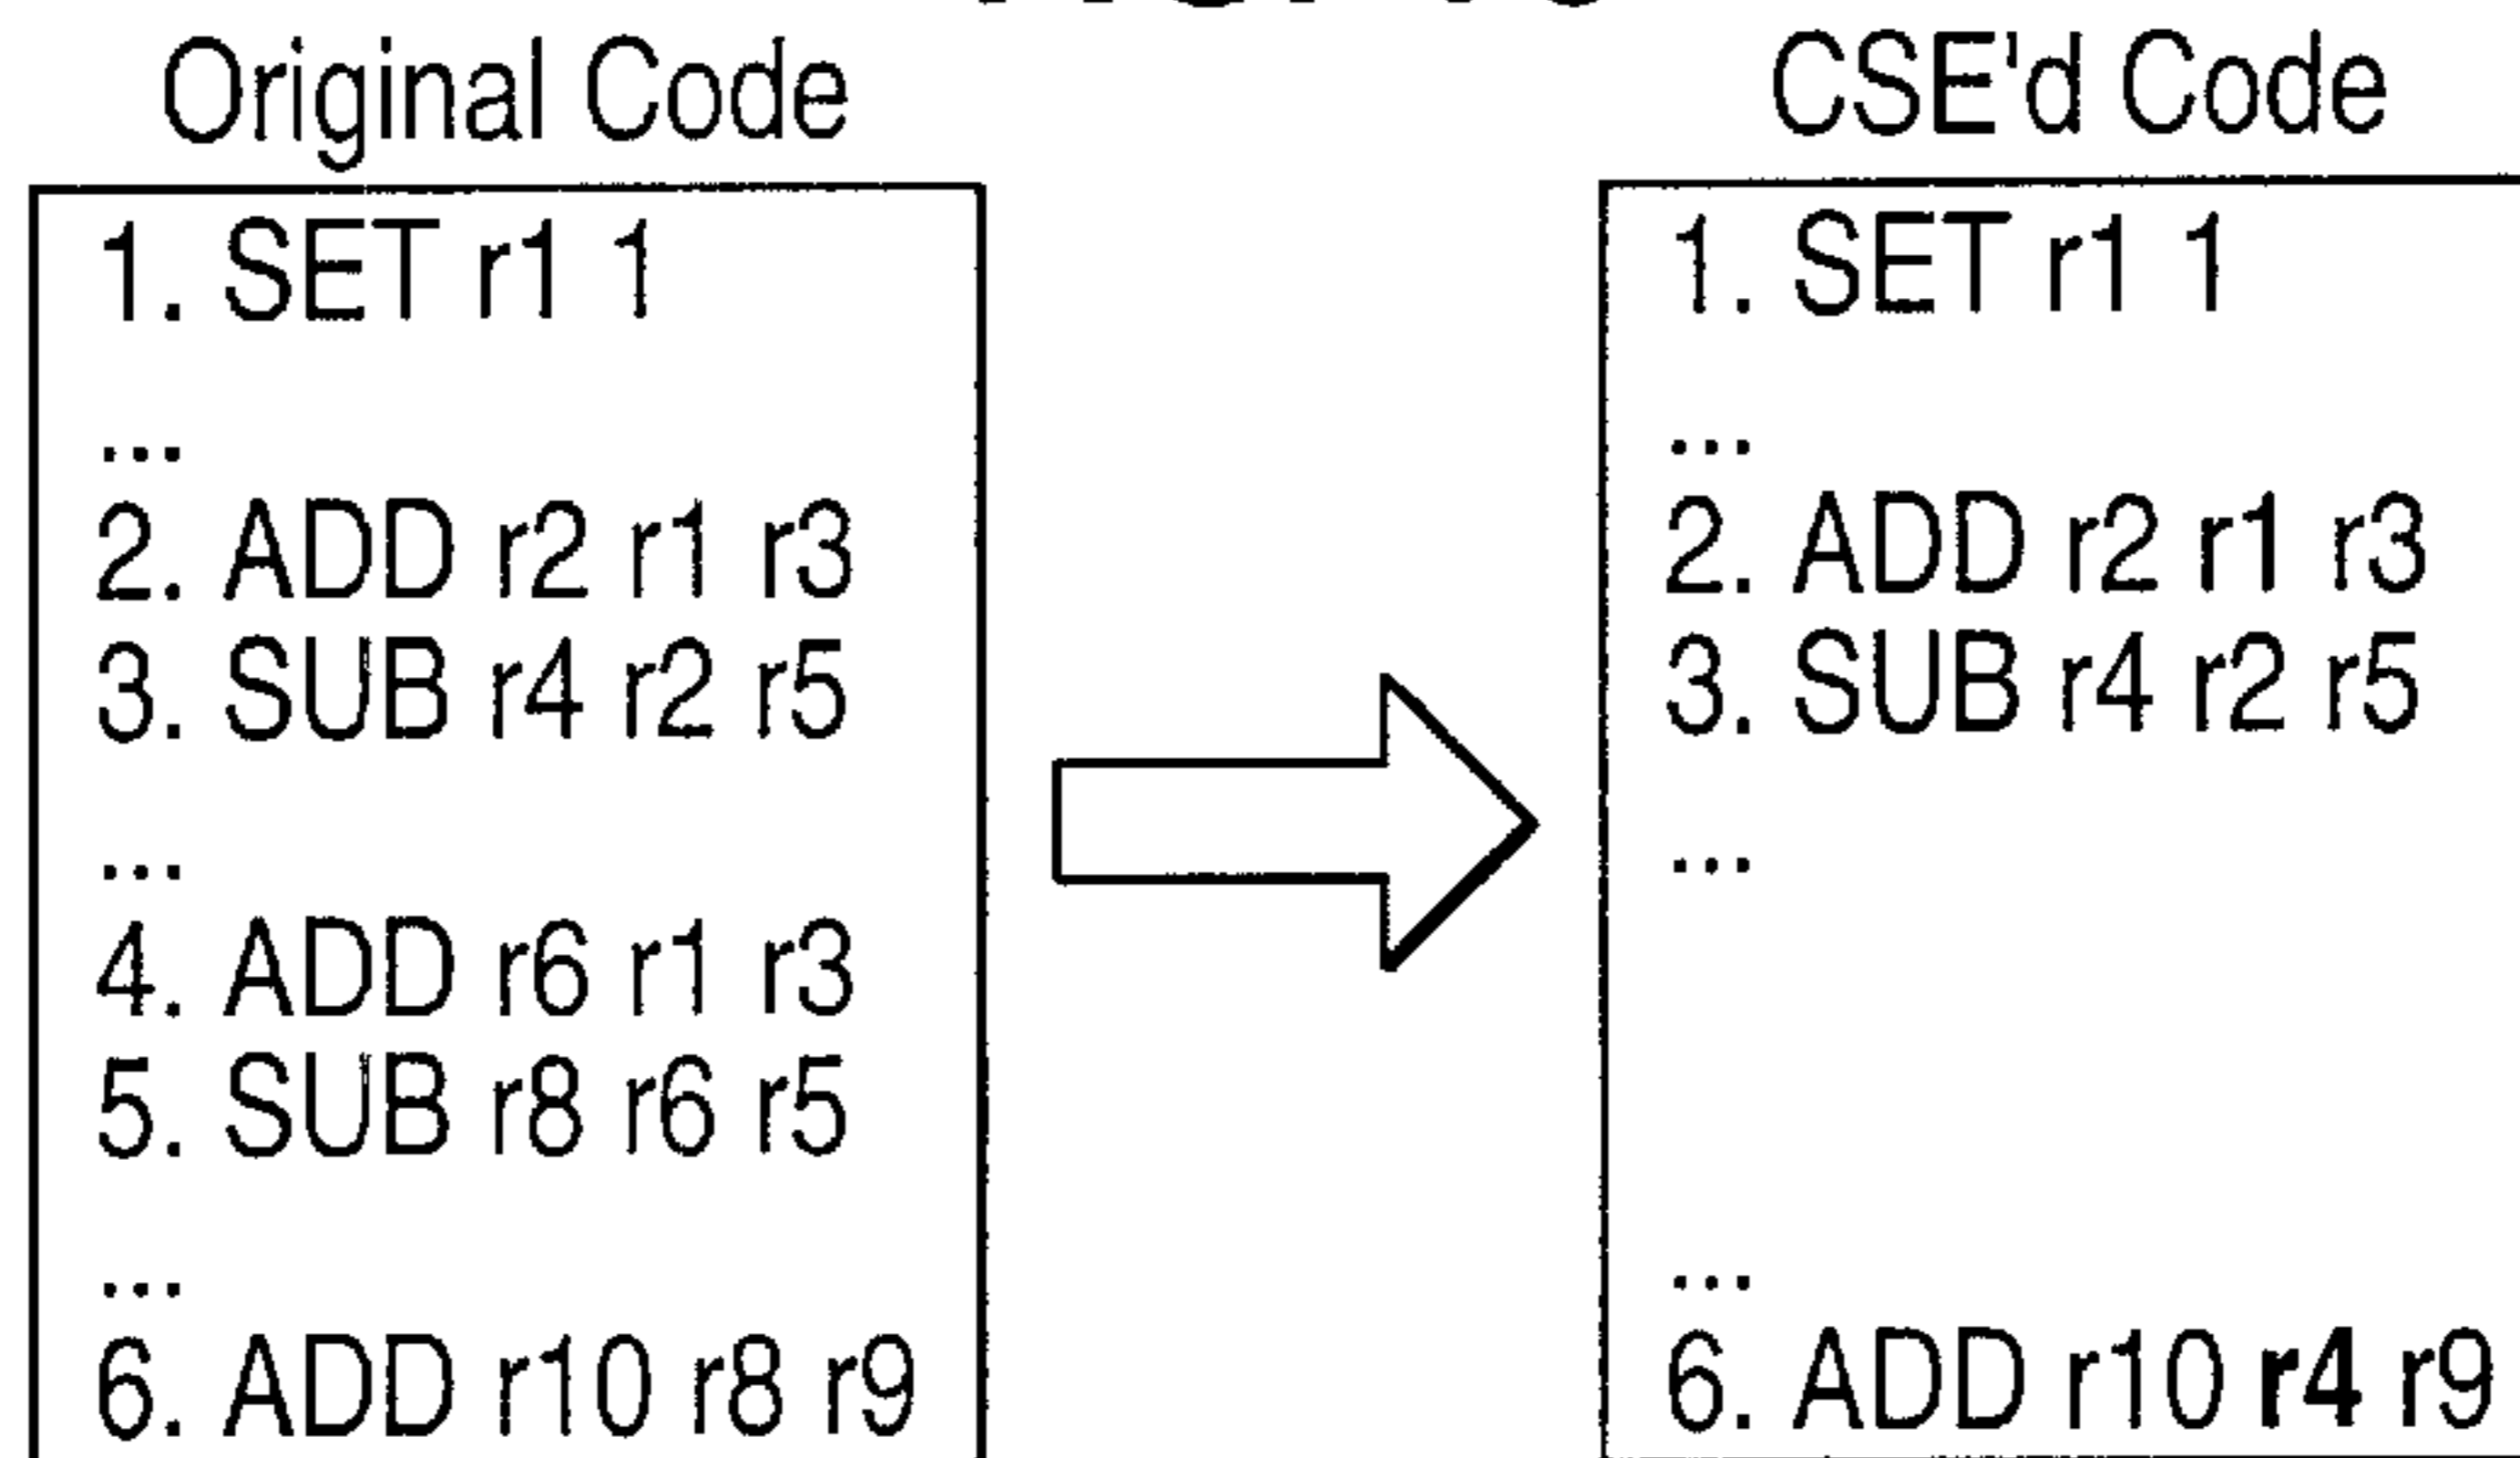 Original Code
1. SET r1 1
...
2. ADD r2 r1 r3
3. SUB r4 r2 r5
...
4. ADD r6 r1 r3
5. SUB r8 r6 r5
...
6. ADD r10 r8 r9
CSE'd Code
1. SET r1 1
...
2. ADD r2 r1 r3
3. SUB r4 r2 r5
...
...
6. ADD r10 r4 r9